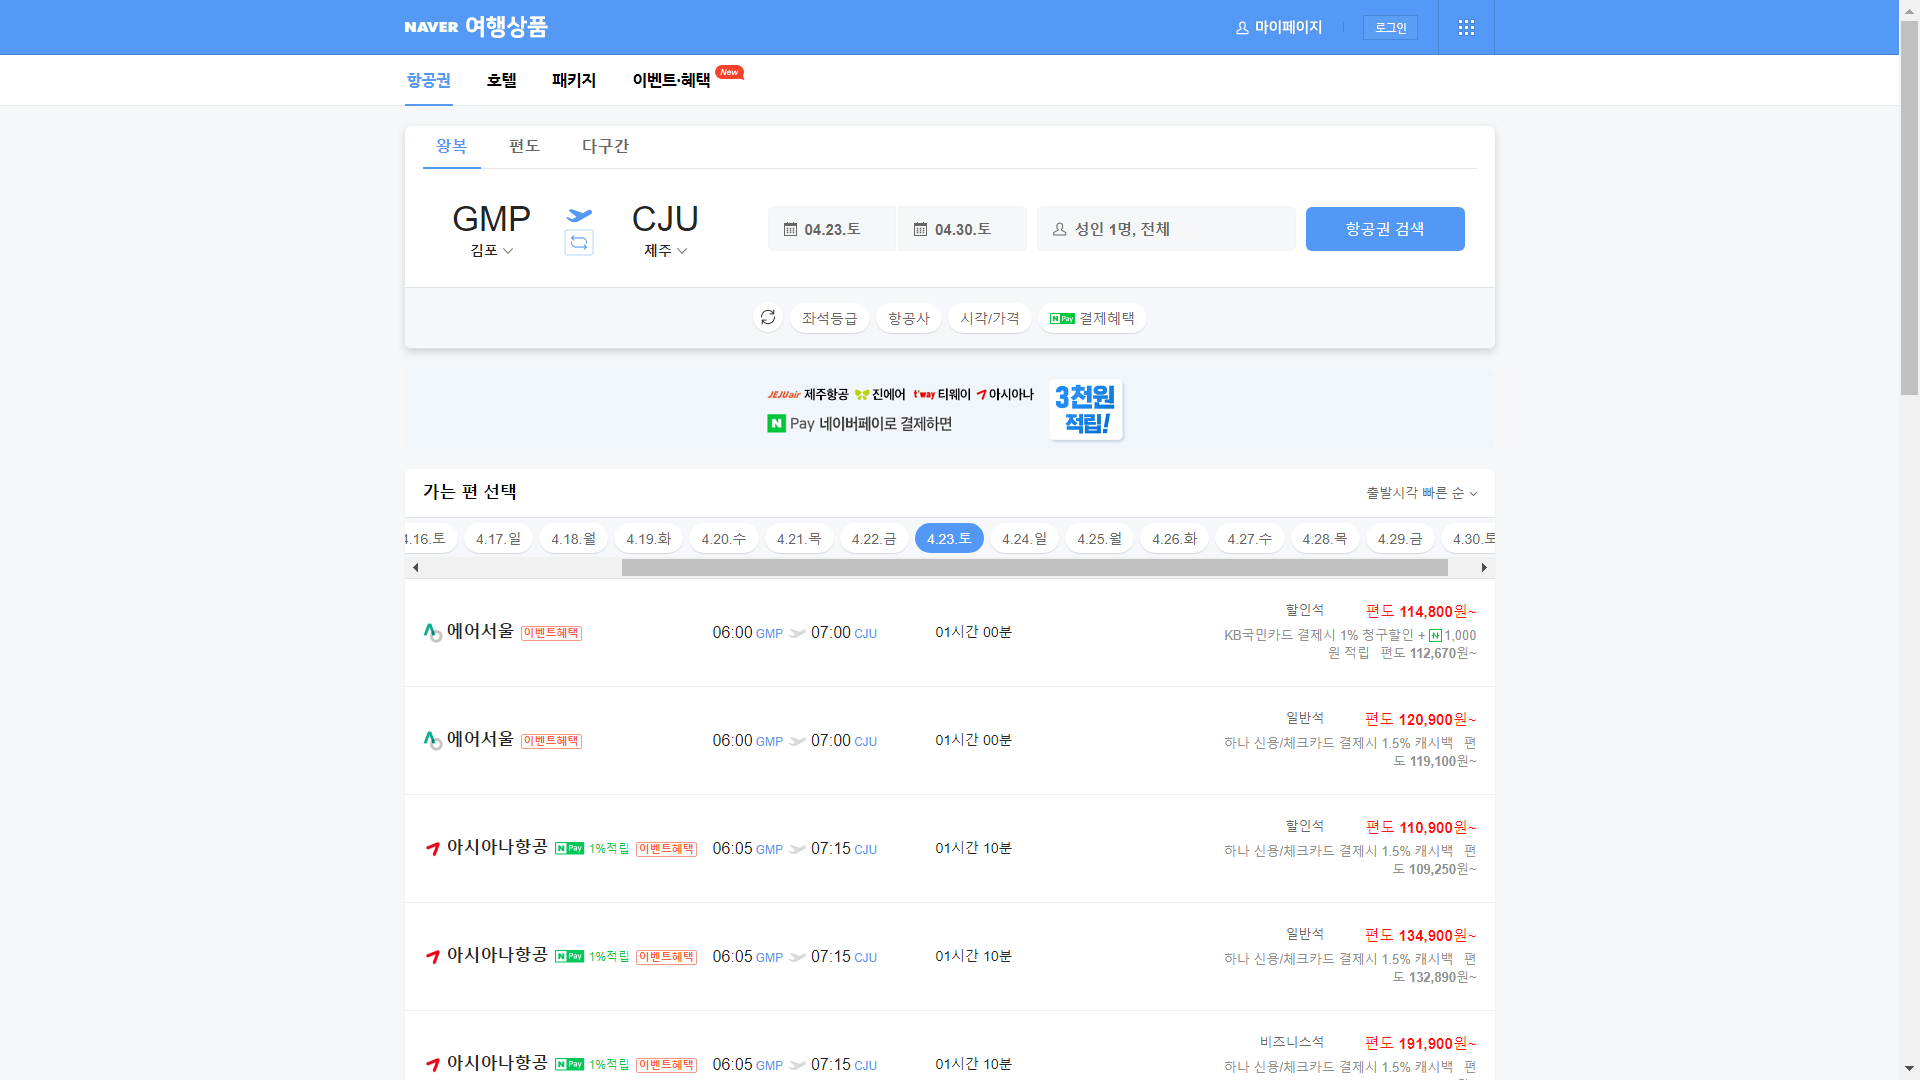 NAVER 여행상품
마이페이지
로그인
항공권 호텔 패키지 이벤트·혜택 New
왕복 편도 다구간
GMP
김포
CJU
제주
04.23.토 04.30.토 성인 1명, 전체 항공권 검색
좌석등급 항공사 시각/가격 N Pay 결제혜택
JEJUair 제주항공 진에어 t'way 티웨이 아시아나
N Pay 네이버페이로 결제하면
3천원
적립!
가는 편 선택
출발시각 빠른 순
4.16.토 4.17.일 4.18.월 4.19.화 4.20.수 4.21.목 4.22.금 4.23.토 4.24.일 4.25.월 4.26.화 4.27.수 4.28.목 4.29.금 4.30.토
에어서울 이벤트혜택 06:00 GMP 07:00 CJU 01시간 00분
할인석 편도 114,800원~
KB국민카드 결제시 1% 청구할인 + N 1,000
원 적립 편도 112,670원~
에어서울 이벤트혜택 06:00 GMP 07:00 CJU 01시간 00분
일반석 편도 120,900원~
하나 신용/체크카드 결제시 1.5% 캐시백 편
도 119,100원~
아시아나항공 N Pay 1%적립 이벤트혜택 06:05 GMP 07:15 CJU 01시간 10분
할인석 편도 110,900원~
하나 신용/체크카드 결제시 1.5% 캐시백 편
도 109,250원~
아시아나항공 N Pay 1%적립 이벤트혜택 06:05 GMP 07:15 CJU 01시간 10분
일반석 편도 134,900원~
하나 신용/체크카드 결제시 1.5% 캐시백 편
도 132,890원~
아시아나항공 N Pay 1%적립 이벤트혜택 06:05 GMP 07:15 CJU 01시간 10분
비즈니스석 편도 191,900원~
하나 신용/체크카드 결제시 1.5% 캐시백 편